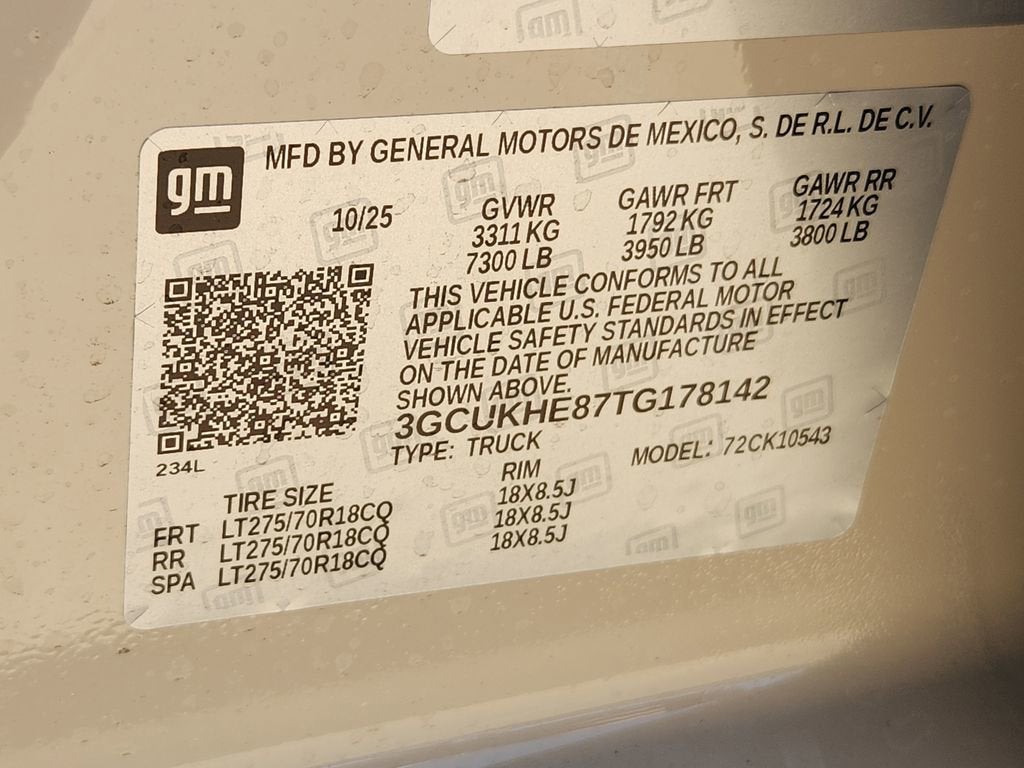 gm
MFD BY GENERAL MOTORS DE MEXICO, S. DE R.L. DE C.V.
10/25
GVWR GAWR FRT GAWR RR
3311 KG 1792 KG 1724 KG
7300 LB 3950 LB 3800 LB
THIS VEHICLE CONFORMS TO ALL
APPLICABLE U.S. FEDERAL MOTOR
VEHICLE SAFETY STANDARDS IN EFFECT
ON THE DATE OF MANUFACTURE
SHOWN ABOVE.
3GCUKHE87TG178142
TYPE: TRUCK MODEL: 72CK10543
234L
TIRE SIZE RIM
FRT LT275/70R18CQ 18X8.5J
RR LT275/70R18CQ 18X8.5J
SPA LT275/70R18CQ 18X8.5J